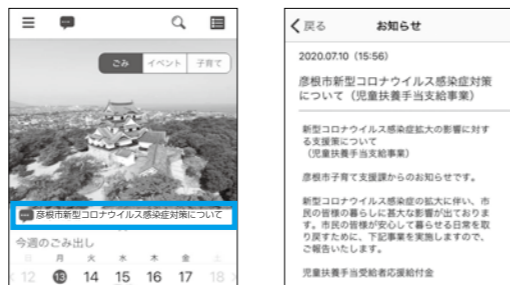 ごみ イベント 子育て
彦根市新型コロナウイルス感染症対策について
今週のごみ出し
日 月 火 水 木 金 土
12 13 14 15 16 17 18
戻る お知らせ
2020.07.10（15:56）
彦根市新型コロナウイルス感染症対策
について（児童扶養手当支給事業）
新型コロナウイルス感染症拡大の影響に対す
る支援策について
（児童扶養手当支給事業）
彦根市子育て支援課からのお知らせです。
新型コロナウイルス感染症の拡大に伴い、市
民の皆様の暮らしに甚大な影響が出ておりま
す。市民の皆様が安心して暮らせる日常を取
り戻すために、下記事業を実施しますので、
ご報告いたします。
児童扶養手当受給者応援給付金